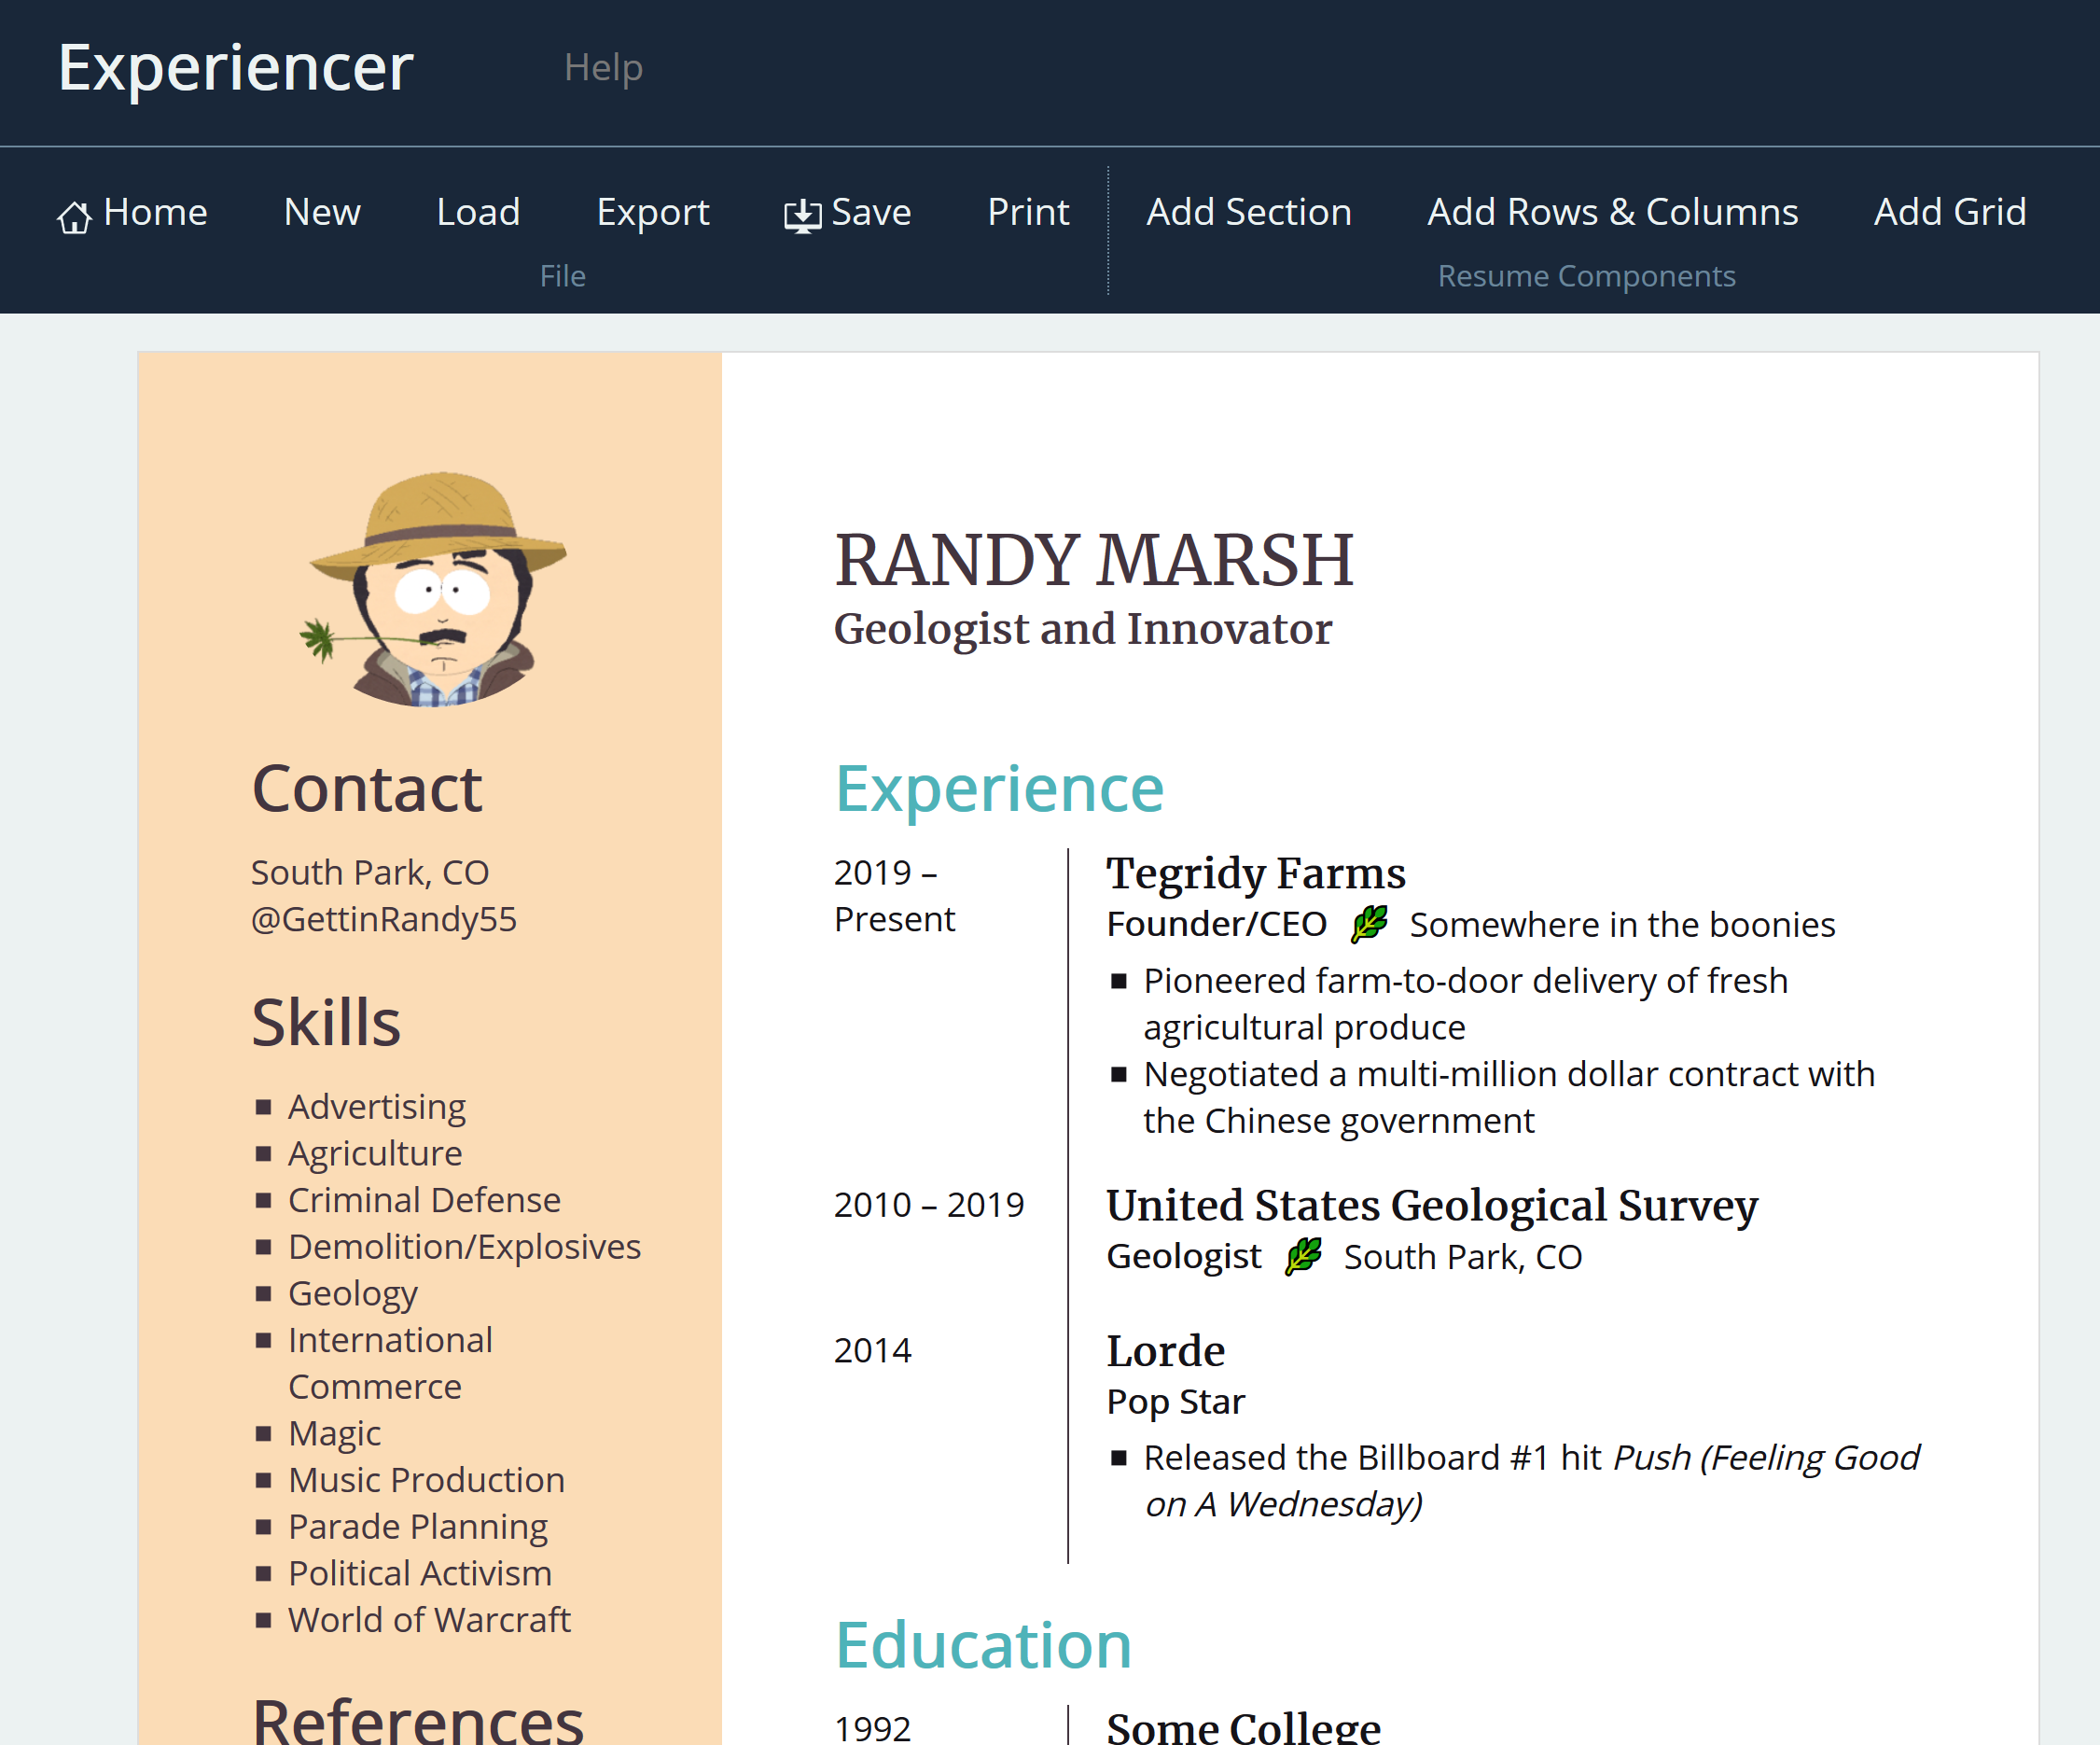 Experiencer
Help
Home
New
Load
Export
Save
Print
Add Section
Add Rows & Columns
Add Grid
File
Resume Components
Contact
South Park, CO
@GettinRandy55
Skills
Advertising
Agriculture
Criminal Defense
Demolition/Explosives
Geology
International
Commerce
Magic
Music Production
Parade Planning
Political Activism
World of Warcraft
References
RANDY MARSH
Geologist and Innovator
Experience
2019 –
Present
Tegridy Farms
Founder/CEO Somewhere in the boonies
Pioneered farm-to-door delivery of fresh
agricultural produce
Negotiated a multi-million dollar contract with
the Chinese government
2010 – 2019
United States Geological Survey
Geologist South Park, CO
2014
Lorde
Pop Star
Released the Billboard #1 hit Push (Feeling Good
on A Wednesday)
Education
1992
Some College